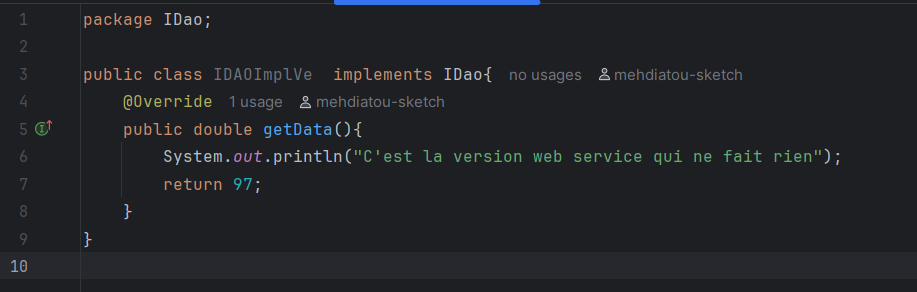 1 package IDao;
2
3 public class IDAOImplVe  implements IDao{ no usages mehdiatou-sketch
4 @Override 1 usage mehdiatou-sketch
5 public double getData(){
6 System.out.println("C'est la version web service qui ne fait rien");
7 return 97;
8 }
9 }
10